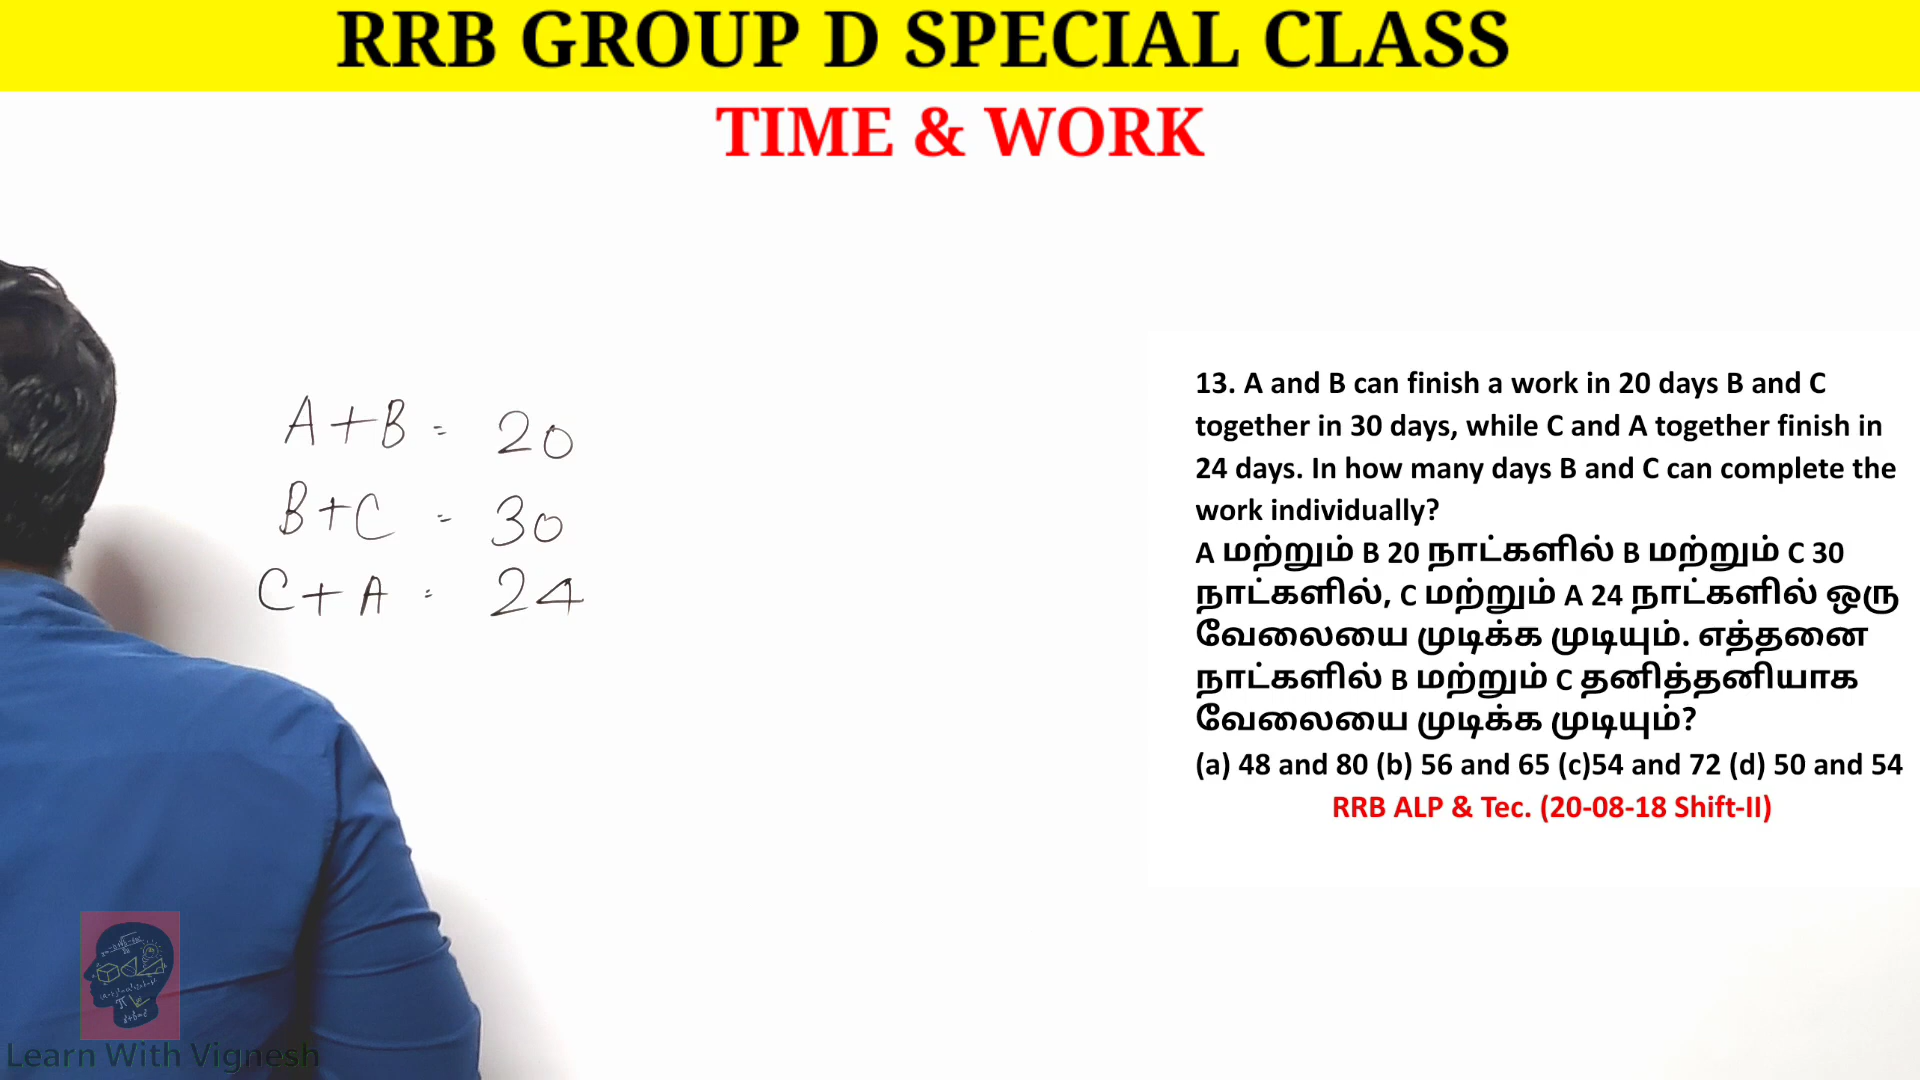 RRB GROUP D SPECIAL CLASS
TIME & WORK
A+B = 20
B+C = 30
C+A = 24
13. A and B can finish a work in 20 days B and C
together in 30 days, while C and A together finish in
24 days. In how many days B and C can complete the
work individually?
A மற்றும் B 20 நாட்களில் B மற்றும் C 30
நாட்களில், C மற்றும் A 24 நாட்களில் ஒரு
வேலையை முடிக்க முடியும். எத்தனை
நாட்களில் B மற்றும் C தனித்தனியாக
வேலையை முடிக்க முடியும்?
(a) 48 and 80 (b) 56 and 65 (c)54 and 72 (d) 50 and 54
RRB ALP & Tec. (20-08-18 Shift-II)
Learn With Vignesh